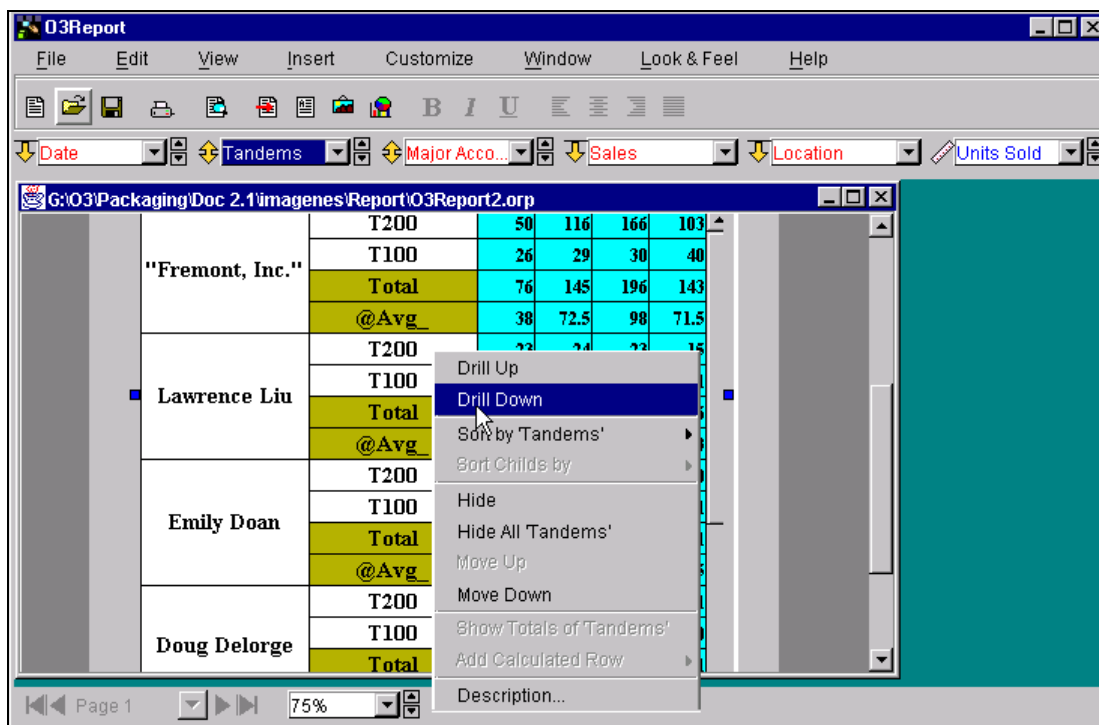 O3Report
File Edit View Insert Customize Window Look & Feel Help
B I U
Date Tandems Major Acco... Sales Location Units Sold
G:\O3\Packaging\Doc 2.1\imagenes\Report\O3Report2.orp
T200 50 116 166 103
"Fremont, Inc." T100 26 29 30 40
Total 76 145 196 143
@Avg_ 38 72.5 98 71.5
T200 23 24 23 15
Lawrence Liu T100
Total
@Avg_
T200
Emily Doan T100
Total
@Avg_
T200
Doug Delorge T100
Total
Drill Up
Drill Down
Sort by 'Tandems'
Sort Childs by
Hide
Hide All 'Tandems'
Move Up
Move Down
Show Totals of 'Tandems'
Add Calculated Row
Description...
Page 1 75%